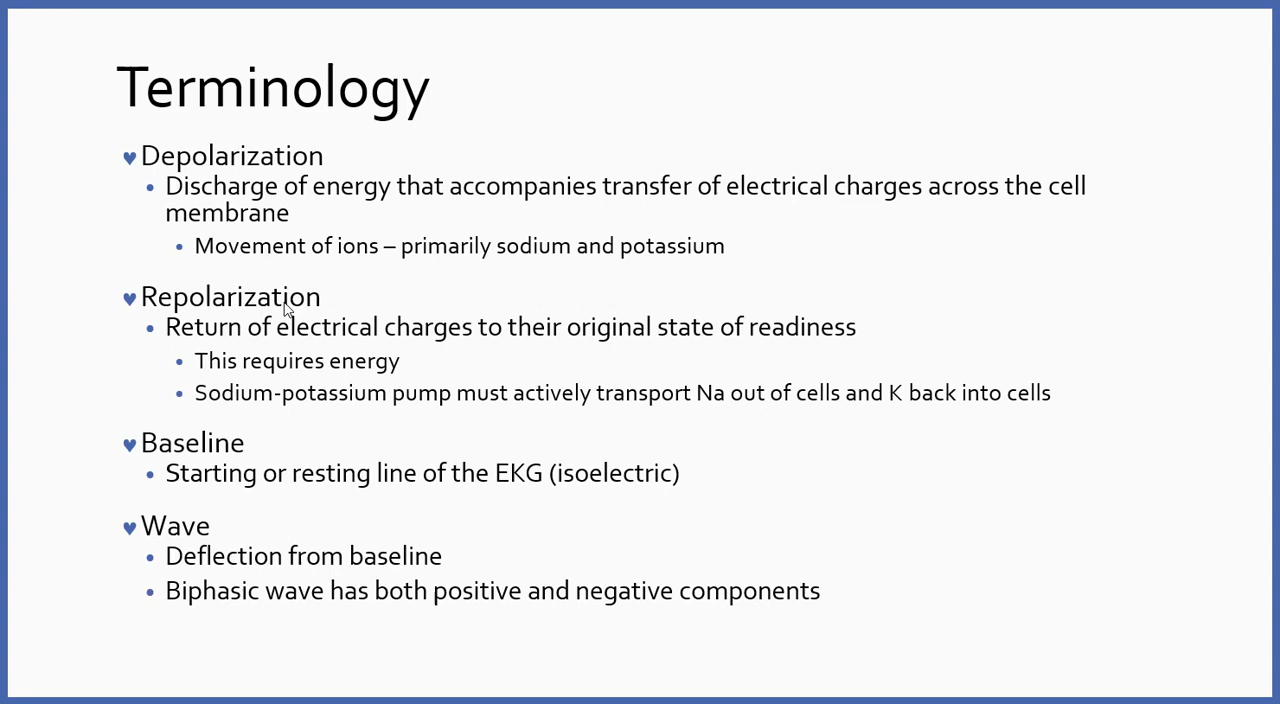 Terminology
Depolarization
Discharge of energy that accompanies transfer of electrical charges across the cell
membrane
Movement of ions – primarily sodium and potassium
Repolarization
Return of electrical charges to their original state of readiness
This requires energy
Sodium-potassium pump must actively transport Na out of cells and K back into cells
Baseline
Starting or resting line of the EKG (isoelectric)
Wave
Deflection from baseline
Biphasic wave has both positive and negative components